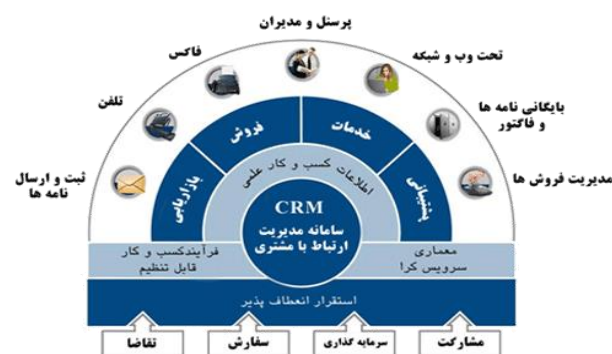 پرسنل و مدیران
فاکس
تحت وب و شبکه
تلفن
بایگانی نامه ها
و فاکتور
ثبت و ارسال
نامه ها
مدیریت فروش ها
بازاریابی
فروش
خدمات
پشتیبانی
اطلاعات کسب و کار علمی
CRM
سامانه مدیریت
ارتباط با مشتری
فرآیندکسب و کار
قابل تنظیم
معماری
سرویس گرا
استقرار انعطاف پذیر
تقاضا
سفارش
سرمایه گذاری
مشارکت